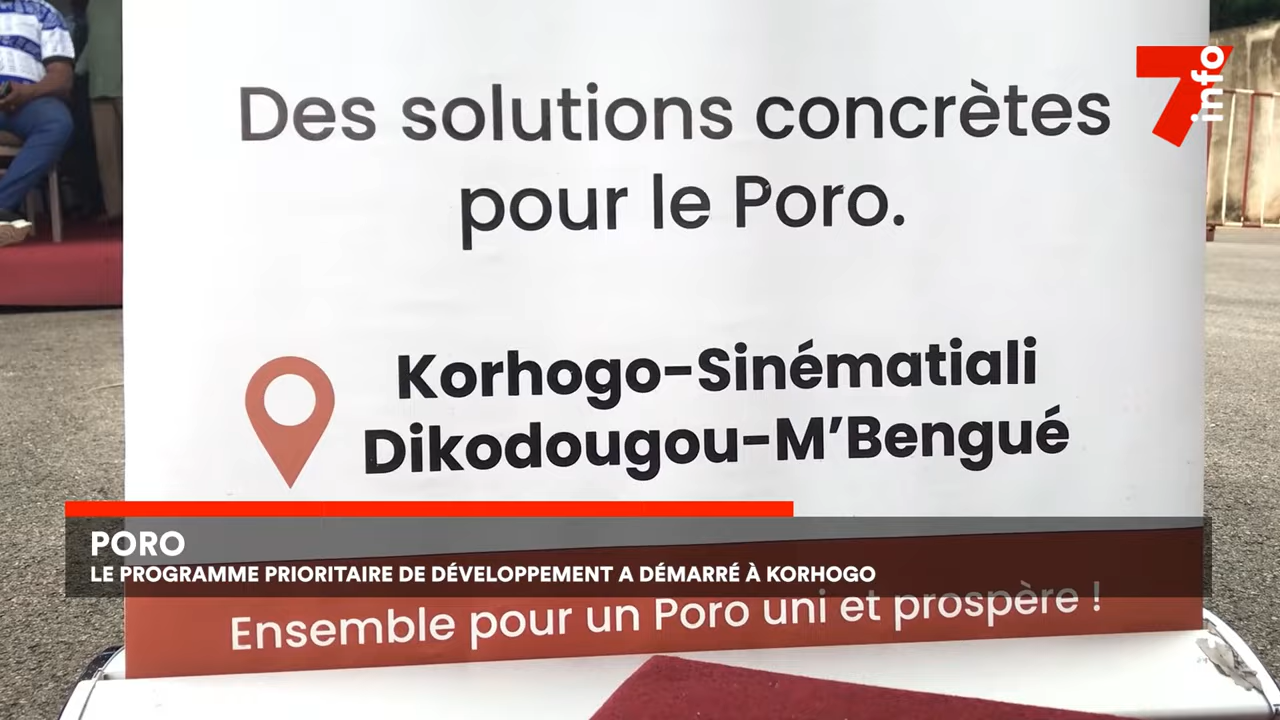 Des solutions concrètes
pour le Poro.
7info
Korhogo-Sinématiali
Dikodougou-M’Bengué
PORO
LE PROGRAMME PRIORITAIRE DE DÉVELOPPEMENT A DÉMARRÉ À KORHOGO
Ensemble pour un Poro uni et prospère !